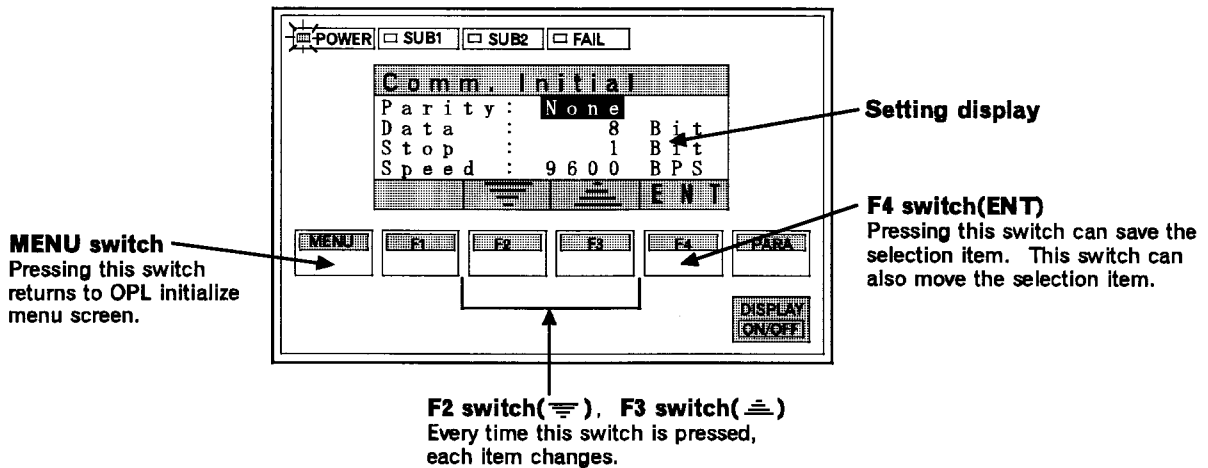 POWER SUB1 SUB2 FAIL
Comm. Initial
Parity: None
Data : 8 Bit
Stop : 1 Bit
Speed : 9600 BPS
ENT
Setting display
F4 switch(ENT)
Pressing this switch can save the
selection item. This switch can
also move the selection item.
MENU F1 F2 F3 F4 PARA
MENU switch
Pressing this switch
returns to OPL initialize
menu screen.
DISPLAY
ON/OFF
F2 switch( ), F3 switch( )
Every time this switch is pressed,
each item changes.